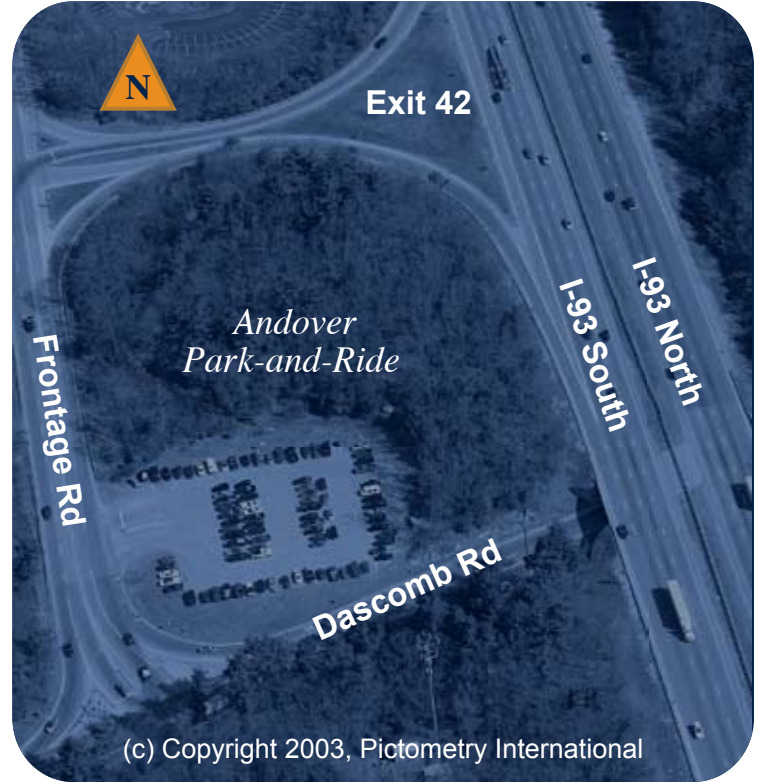 N
Exit 42
I-93 North
I-93 South
Andover
Park-and-Ride
Frontage Rd
Dascomb Rd
(c) Copyright 2003, Pictometry International